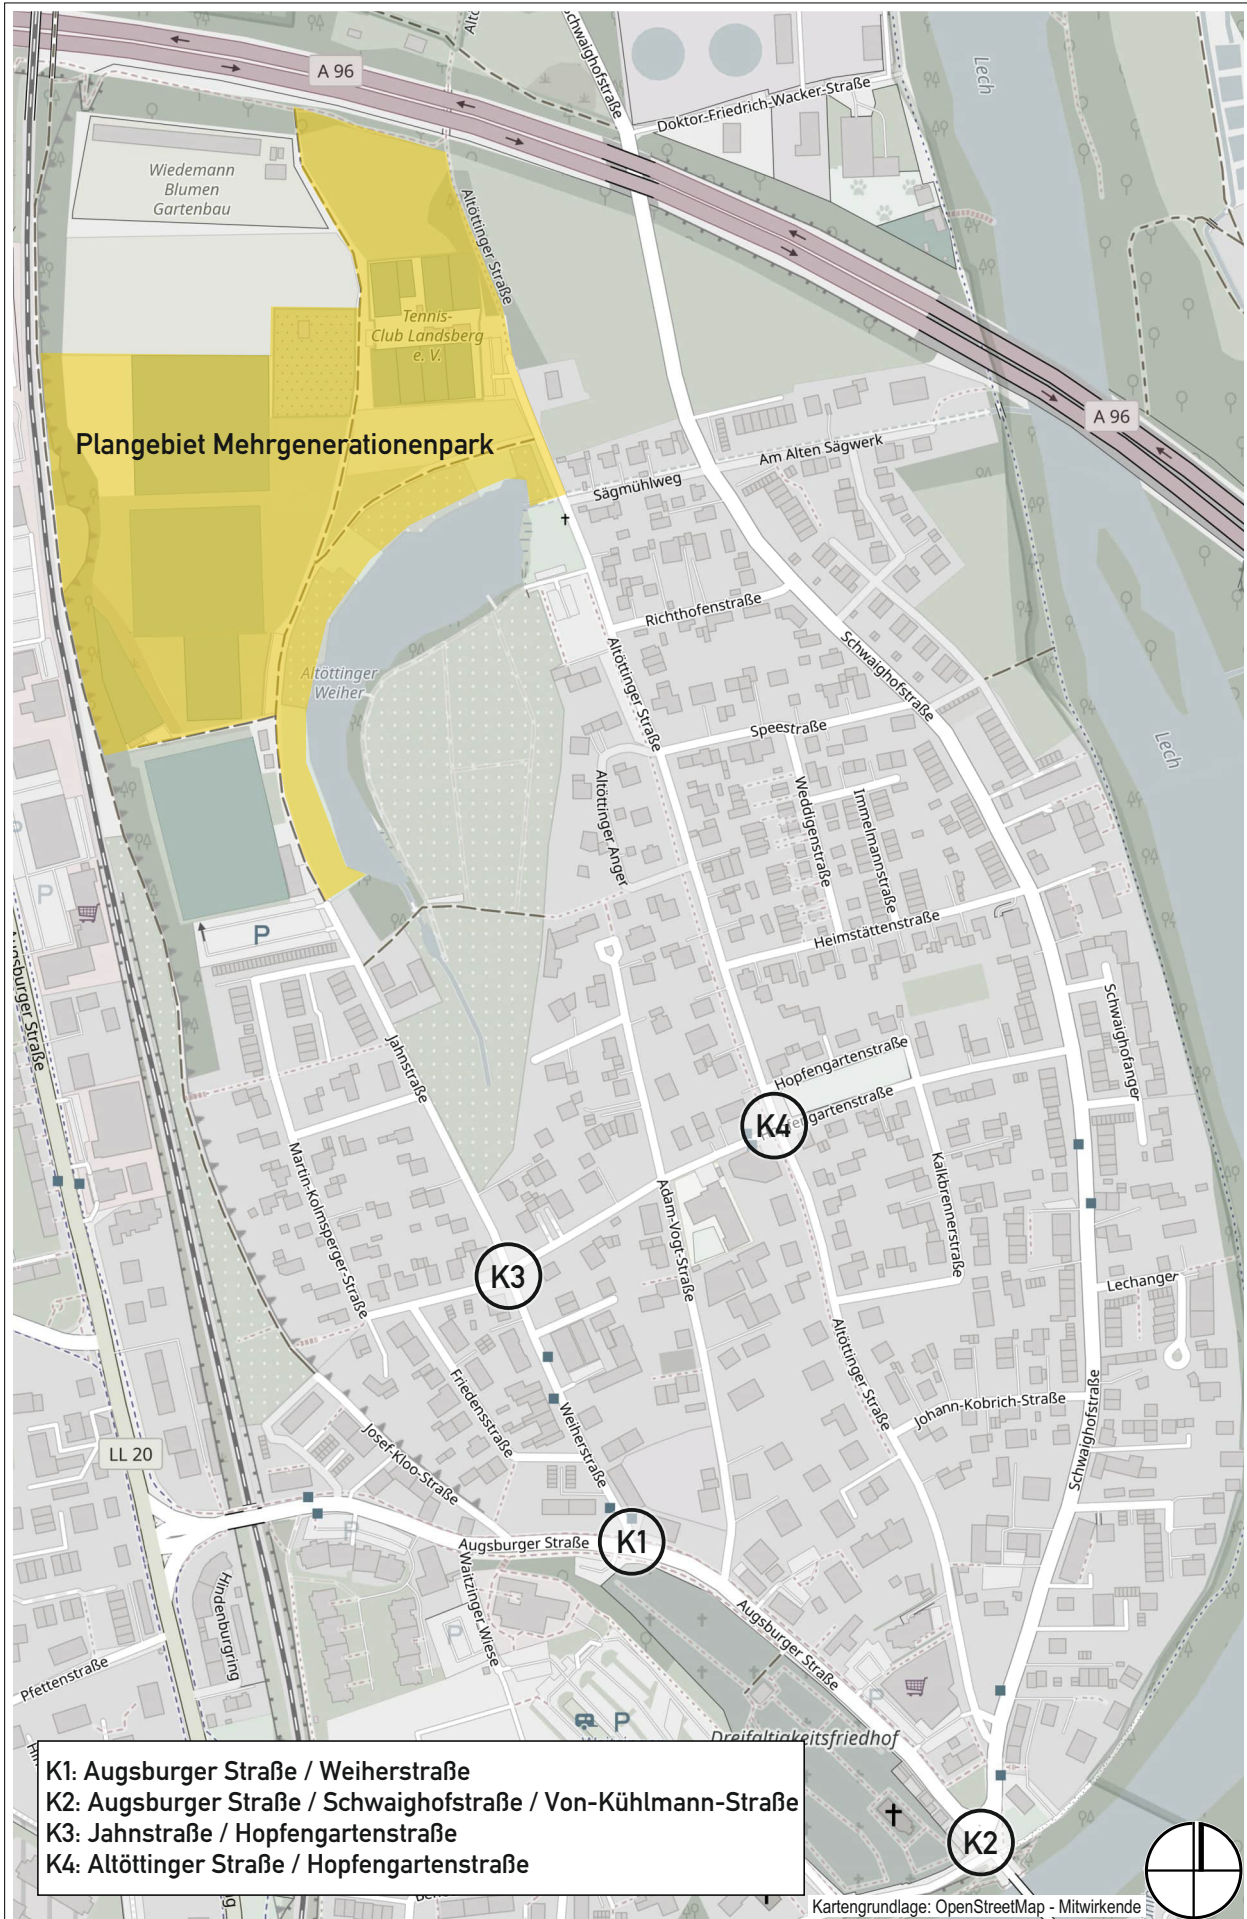 A 96
Schwaighofstraße
Doktor-Friedrich-Wacker-Straße
Lech
Wiedemann
Blumen
Gartenbau
Altöttinger Straße
Tennis-
Club Landsberg
e. V.
A 96
Plangebiet Mehrgenerationenpark
Am Alten Sägwerk
Sägmühlweg
Richthofenstraße
Altöttinger
Weiher
Altöttinger Straße
Schwaighofstraße
Speestraße
Lech
Altöttinger Anger
Weddigenstraße
Immelmannstraße
P
P
Heimstättenstraße
Augsburger Straße
Schwaighofanger
Jahnstraße
Hopfengartenstraße
Hopfengartenstraße
K4
Martin-Kolmsperger-Straße
Adam-Vogt-Straße
Kalkbrennerstraße
K3
Lechanger
Altöttinger Straße
Friedensstraße
Weiherstraße
Johann-Kobrich-Straße
Schwaighofstraße
Josef-Kloo-Straße
LL 20
P
Augsburger Straße
K1
Waitzinger Wiese
Hindenburgring
Augsburger Straße
P
Pfettenstraße
P
P
Dreifaltigkeitsfriedhof
K1: Augsburger Straße / Weiherstraße
K2: Augsburger Straße / Schwaighofstraße / Von-Kühlmann-Straße
K3: Jahnstraße / Hopfengartenstraße
K4: Altöttinger Straße / Hopfengartenstraße
K2
Kartengrundlage: OpenStreetMap - Mitwirkende